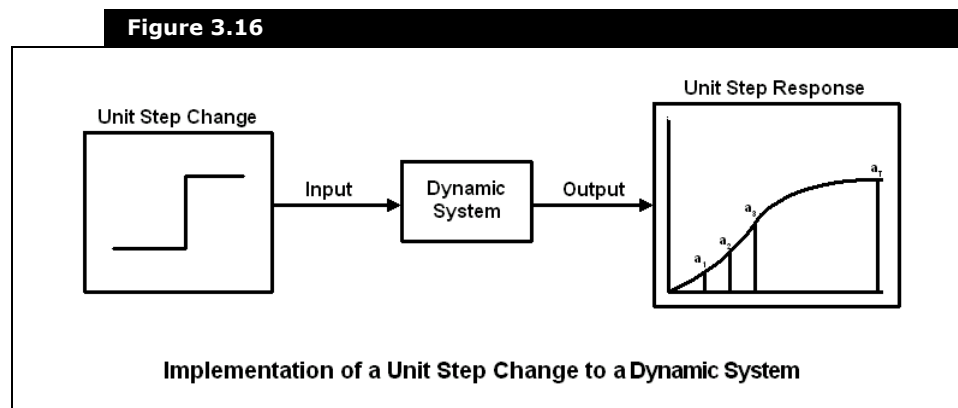 Figure 3.16
Unit Step Change
Input
Dynamic
System
Output
Unit Step Response
a1
a2
a3
aT
Implementation of a Unit Step Change to a Dynamic System